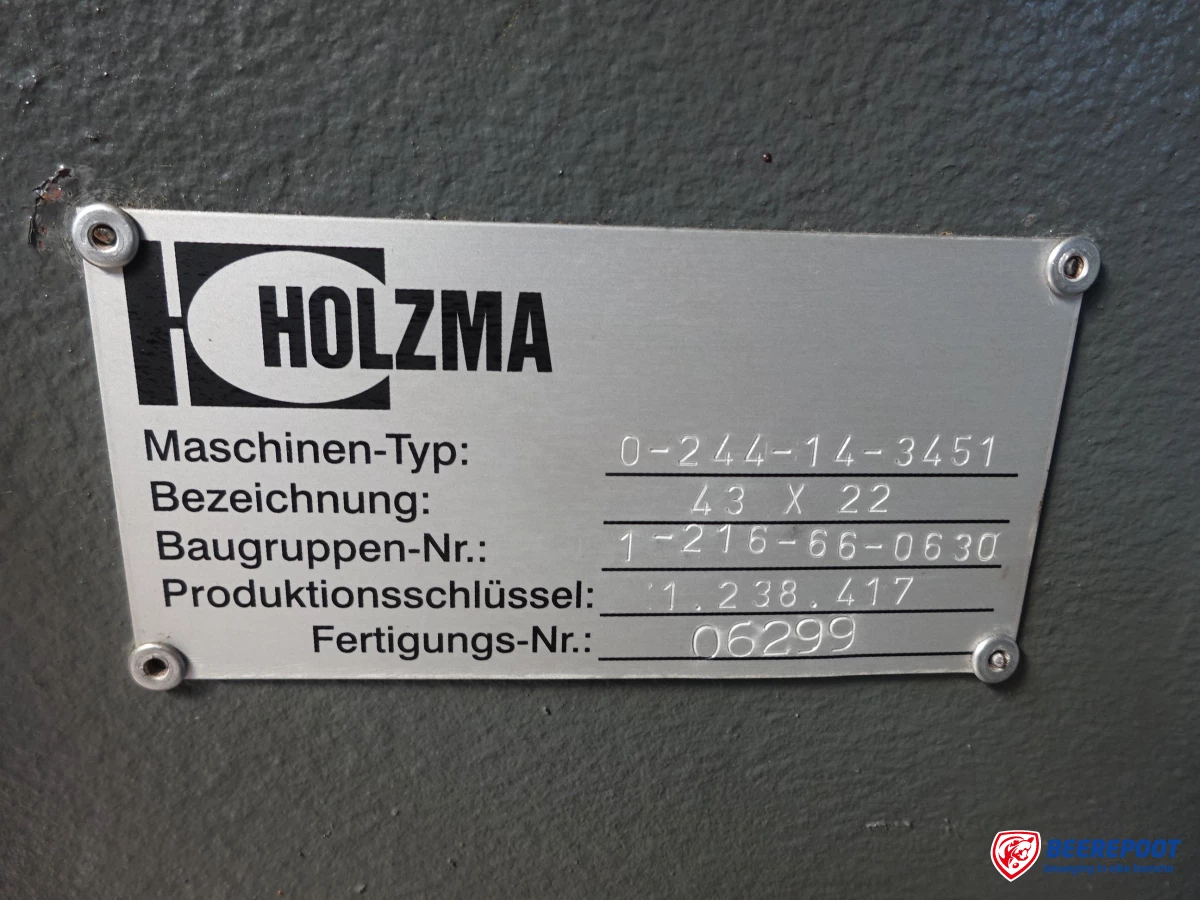 HOLZMA
Maschinen-Typ: 0-244-14-3451
Bezeichnung: 43 X 22
Baugruppen-Nr.: 1-216-66-0630
Produktionsschlüssel: 1.238.417
Fertigungs-Nr.: 06299
BEEREPOOT